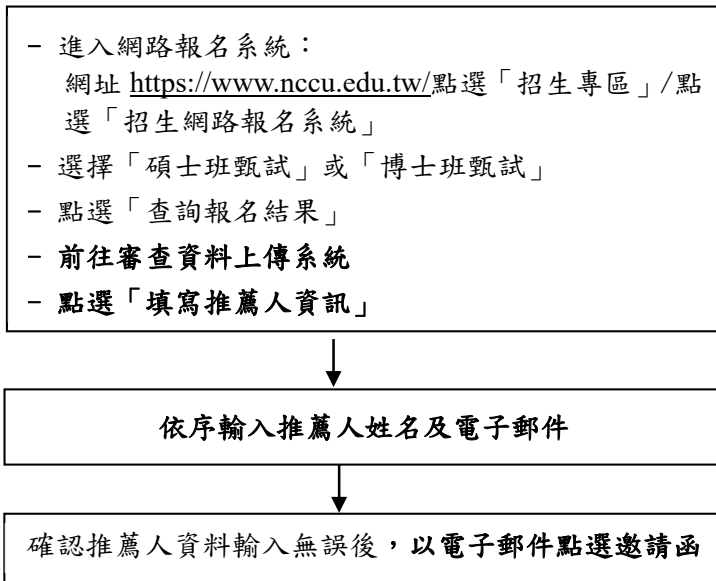 - 進入網路報名系統：
網址 https://www.nccu.edu.tw/點選「招生專區」/點
選「招生網路報名系統」
- 選擇「碩士班甄試」或「博士班甄試」
- 點選「查詢報名結果」
- 前往審查資料上傳系統
- 點選「填寫推薦人資訊」
依序輸入推薦人姓名及電子郵件
確認推薦人資料輸入無誤後，以電子郵件點選邀請函